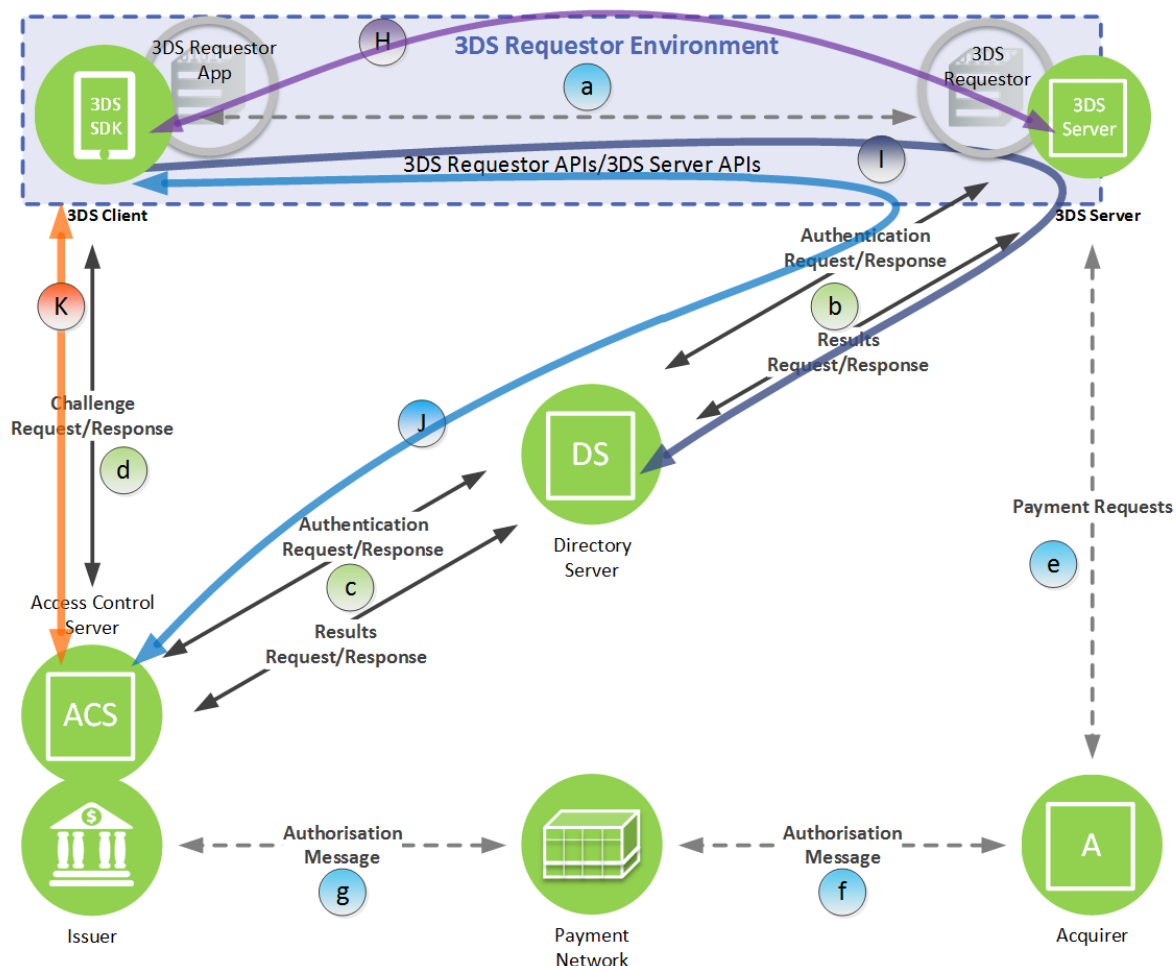 3DS Requestor Environment
3DS Requestor
App
H
a
3DS
Requestor
3DS
SDK
3DS
Server
I
3DS Requestor APIs/3DS Server APIs
3DS Client
3DS Server
Authentication
Request/Response
b
Results
Request/Response
K
Challenge
Request/Response
d
J
DS
Directory
Server
Authentication
Request/Response
c
Results
Request/Response
Payment Requests
e
Access Control
Server
ACS
$
Issuer
Authorisation
Message
g
Payment
Network
Authorisation
Message
f
A
Acquirer